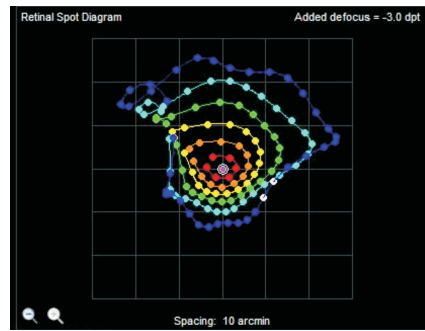 Retinal Spot Diagram
Added defocus = -3.0 dpt
Spacing: 10 arcmin